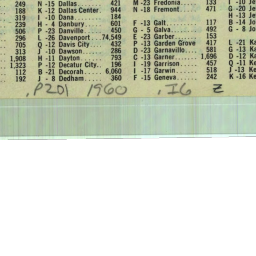 249 N -15 Dallas 421 M -23 Fredonia 133 I -10 Je
188 K -12 Dallas Center 944 N -18 Fremont 471 G -20 Je
319 I -10 Dana 184 H -13 Je
239 H - 4 Danbury 601 F -13 Galt 117 B -14 Jo
506 P -23 Danville 450 G - 5 Galva 492 G - 8 Jo
296 L -26 Davenport 74,549 E -23 Garber 153
705 Q -12 Davis City 432 P -13 Garden Grove 417 L -21 Ka
313 J -10 Dawson 286 D -23 Garnavillo 581 G -13 Ka
1,908 H -11 Dayton 793 C -13 Garner 1,696 D -12 Ka
1,323 P -12 Decatur City 196 I -19 Garrison 457 Q -11 Ke
112 B -21 Decorah 6,060 I -17 Garwin 518 J -13 Ke
192 J - 8 Dedham 360 F -15 Geneva 242 K -16 Ke
.P201 1960 .I6 Z